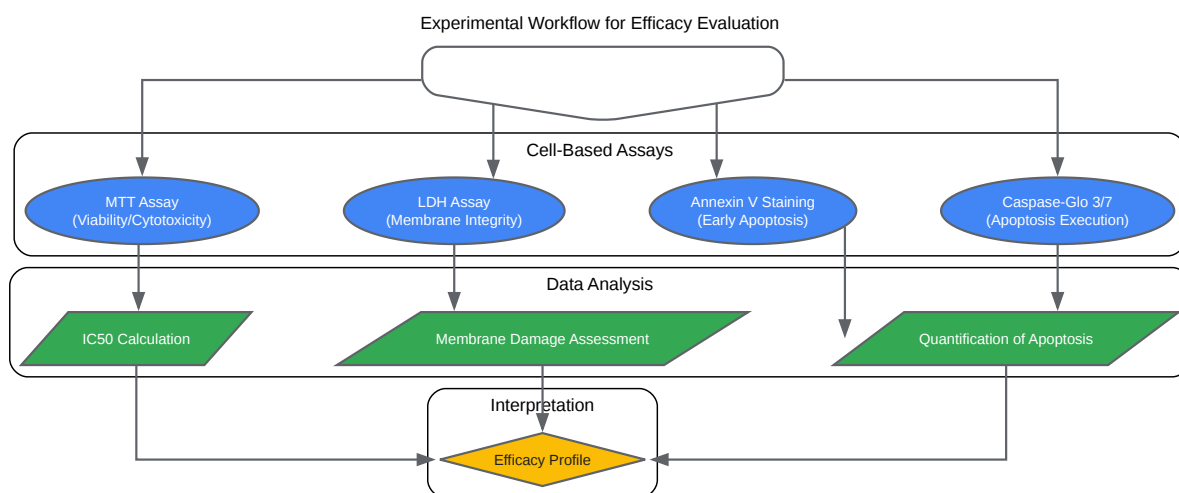 Experimental Workflow for Efficacy Evaluation
Cell-Based Assays
MTT Assay
(Viability/Cytotoxicity)
LDH Assay
(Membrane Integrity)
Annexin V Staining
(Early Apoptosis)
Caspase-Glo 3/7
(Apoptosis Execution)
Data Analysis
IC50 Calculation
Membrane Damage Assessment
Quantification of Apoptosis
Interpretation
Efficacy Profile